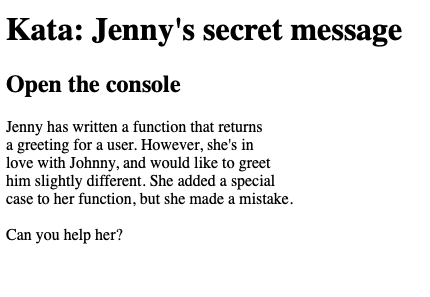 Kata: Jenny's secret message
Open the console
Jenny has written a function that returns
a greeting for a user. However, she's in
love with Johnny, and would like to greet
him slightly different. She added a special
case to her function, but she made a mistake.
Can you help her?